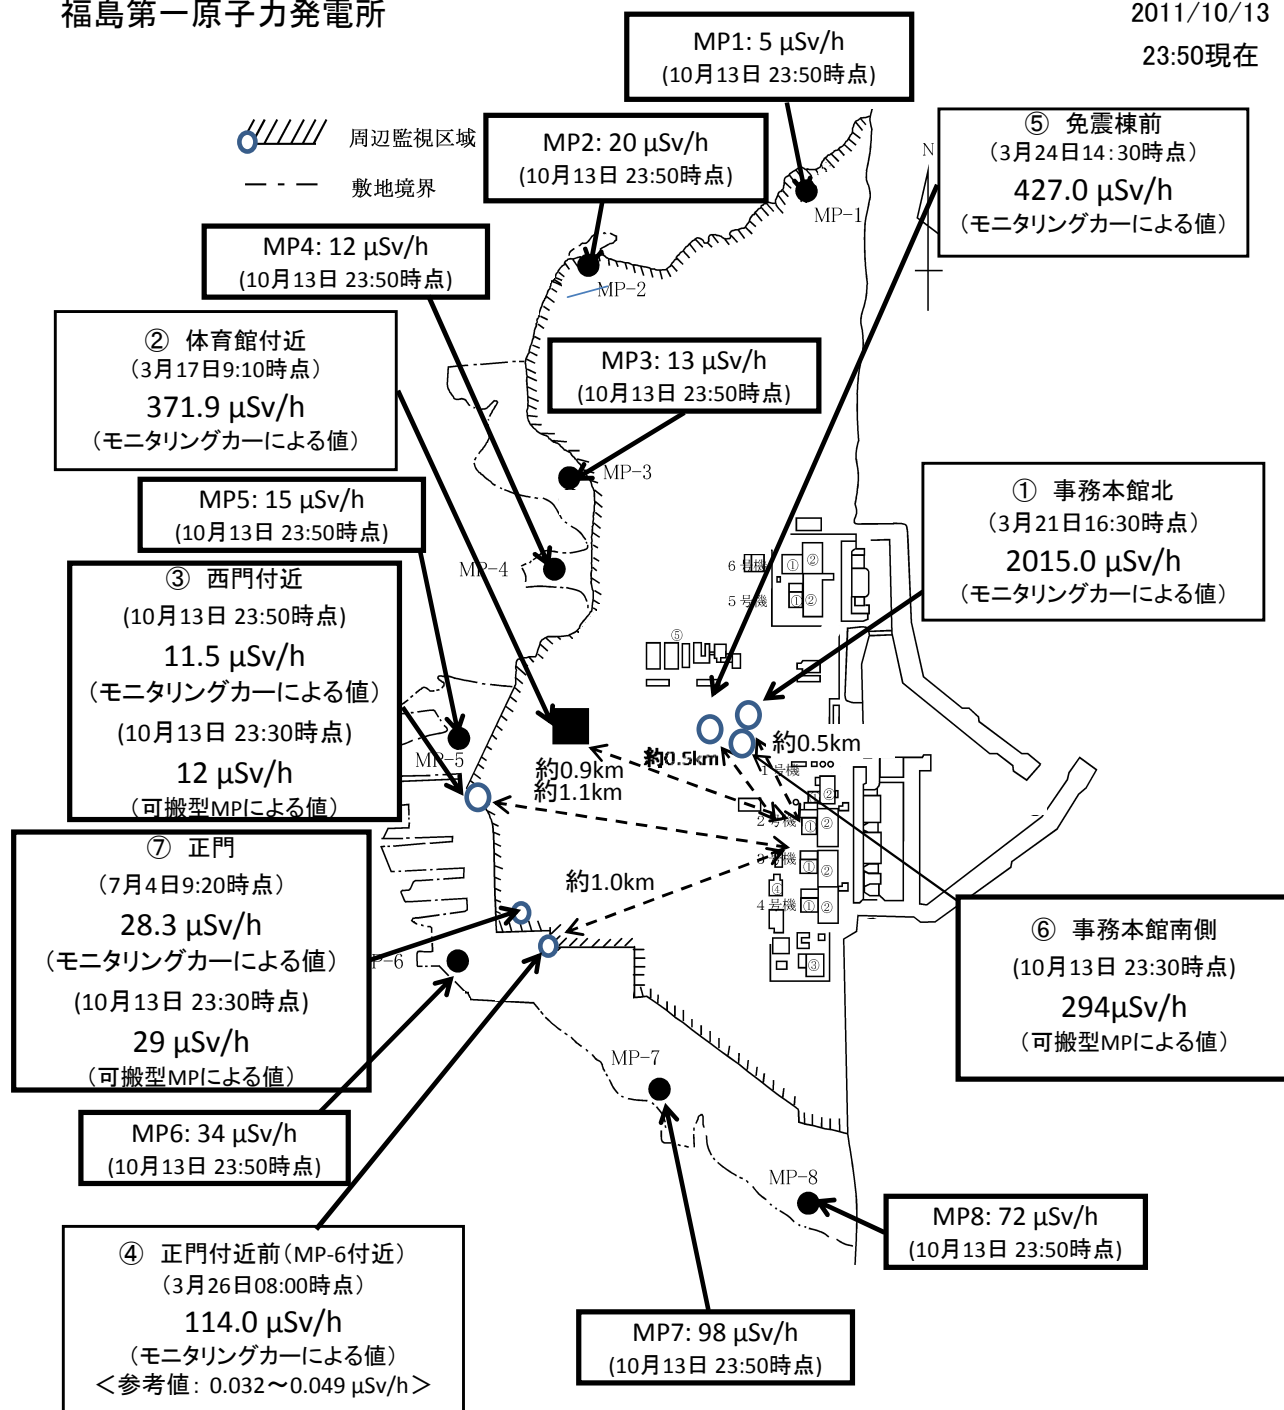 福島第一原子力発電所
2011/10/13
23:50現在
周辺監視区域
敷地境界
MP1: 5 μSv/h
(10月13日 23:50時点)
MP2: 20 μSv/h
(10月13日 23:50時点)
⑤ 免震棟前
(3月24日14:30時点)
427.0 μSv/h
(モニタリングカーによる値)
N
MP-1
MP4: 12 μSv/h
(10月13日 23:50時点)
MP-2
② 体育館付近
(3月17日9:10時点)
371.9 μSv/h
(モニタリングカーによる値)
MP3: 13 μSv/h
(10月13日 23:50時点)
MP-3
MP5: 15 μSv/h
(10月13日 23:50時点)
① 事務本館北
(3月21日16:30時点)
2015.0 μSv/h
(モニタリングカーによる値)
MP-4
6号機
① ②
5号機
① ②
③ 西門付近
(10月13日 23:50時点)
11.5 μSv/h
(モニタリングカーによる値)
(10月13日 23:30時点)
12 μSv/h
(可搬型MPによる値)
⑤
MP-5
約0.9km
約1.1km
約0.5km
約0.5km
1号機
① ②
2号機
① ②
3号機
① ②
④
4号機
① ②
③
約1.0km
⑦ 正門
(7月4日9:20時点)
28.3 μSv/h
(モニタリングカーによる値)
(10月13日 23:30時点)
29 μSv/h
(可搬型MPによる値)
P-6
⑥ 事務本館南側
(10月13日 23:30時点)
294μSv/h
(可搬型MPによる値)
MP-7
MP6: 34 μSv/h
(10月13日 23:50時点)
MP-8
MP8: 72 μSv/h
(10月13日 23:50時点)
④ 正門付近前(MP-6付近)
(3月26日08:00時点)
114.0 μSv/h
(モニタリングカーによる値)
<参考値: 0.032~0.049 μSv/h>
MP7: 98 μSv/h
(10月13日 23:50時点)